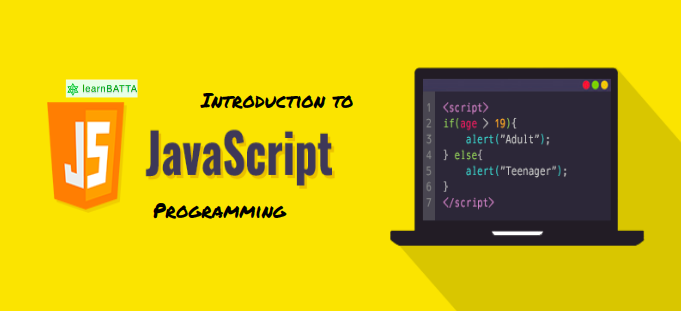 learnBATTA
JS
Introduction to
JavaScript
Programming
1 <script>
2 if(age > 19){
3 alert("Adult");
4 } else{
5 alert("Teenager");
6 }
7 </script>